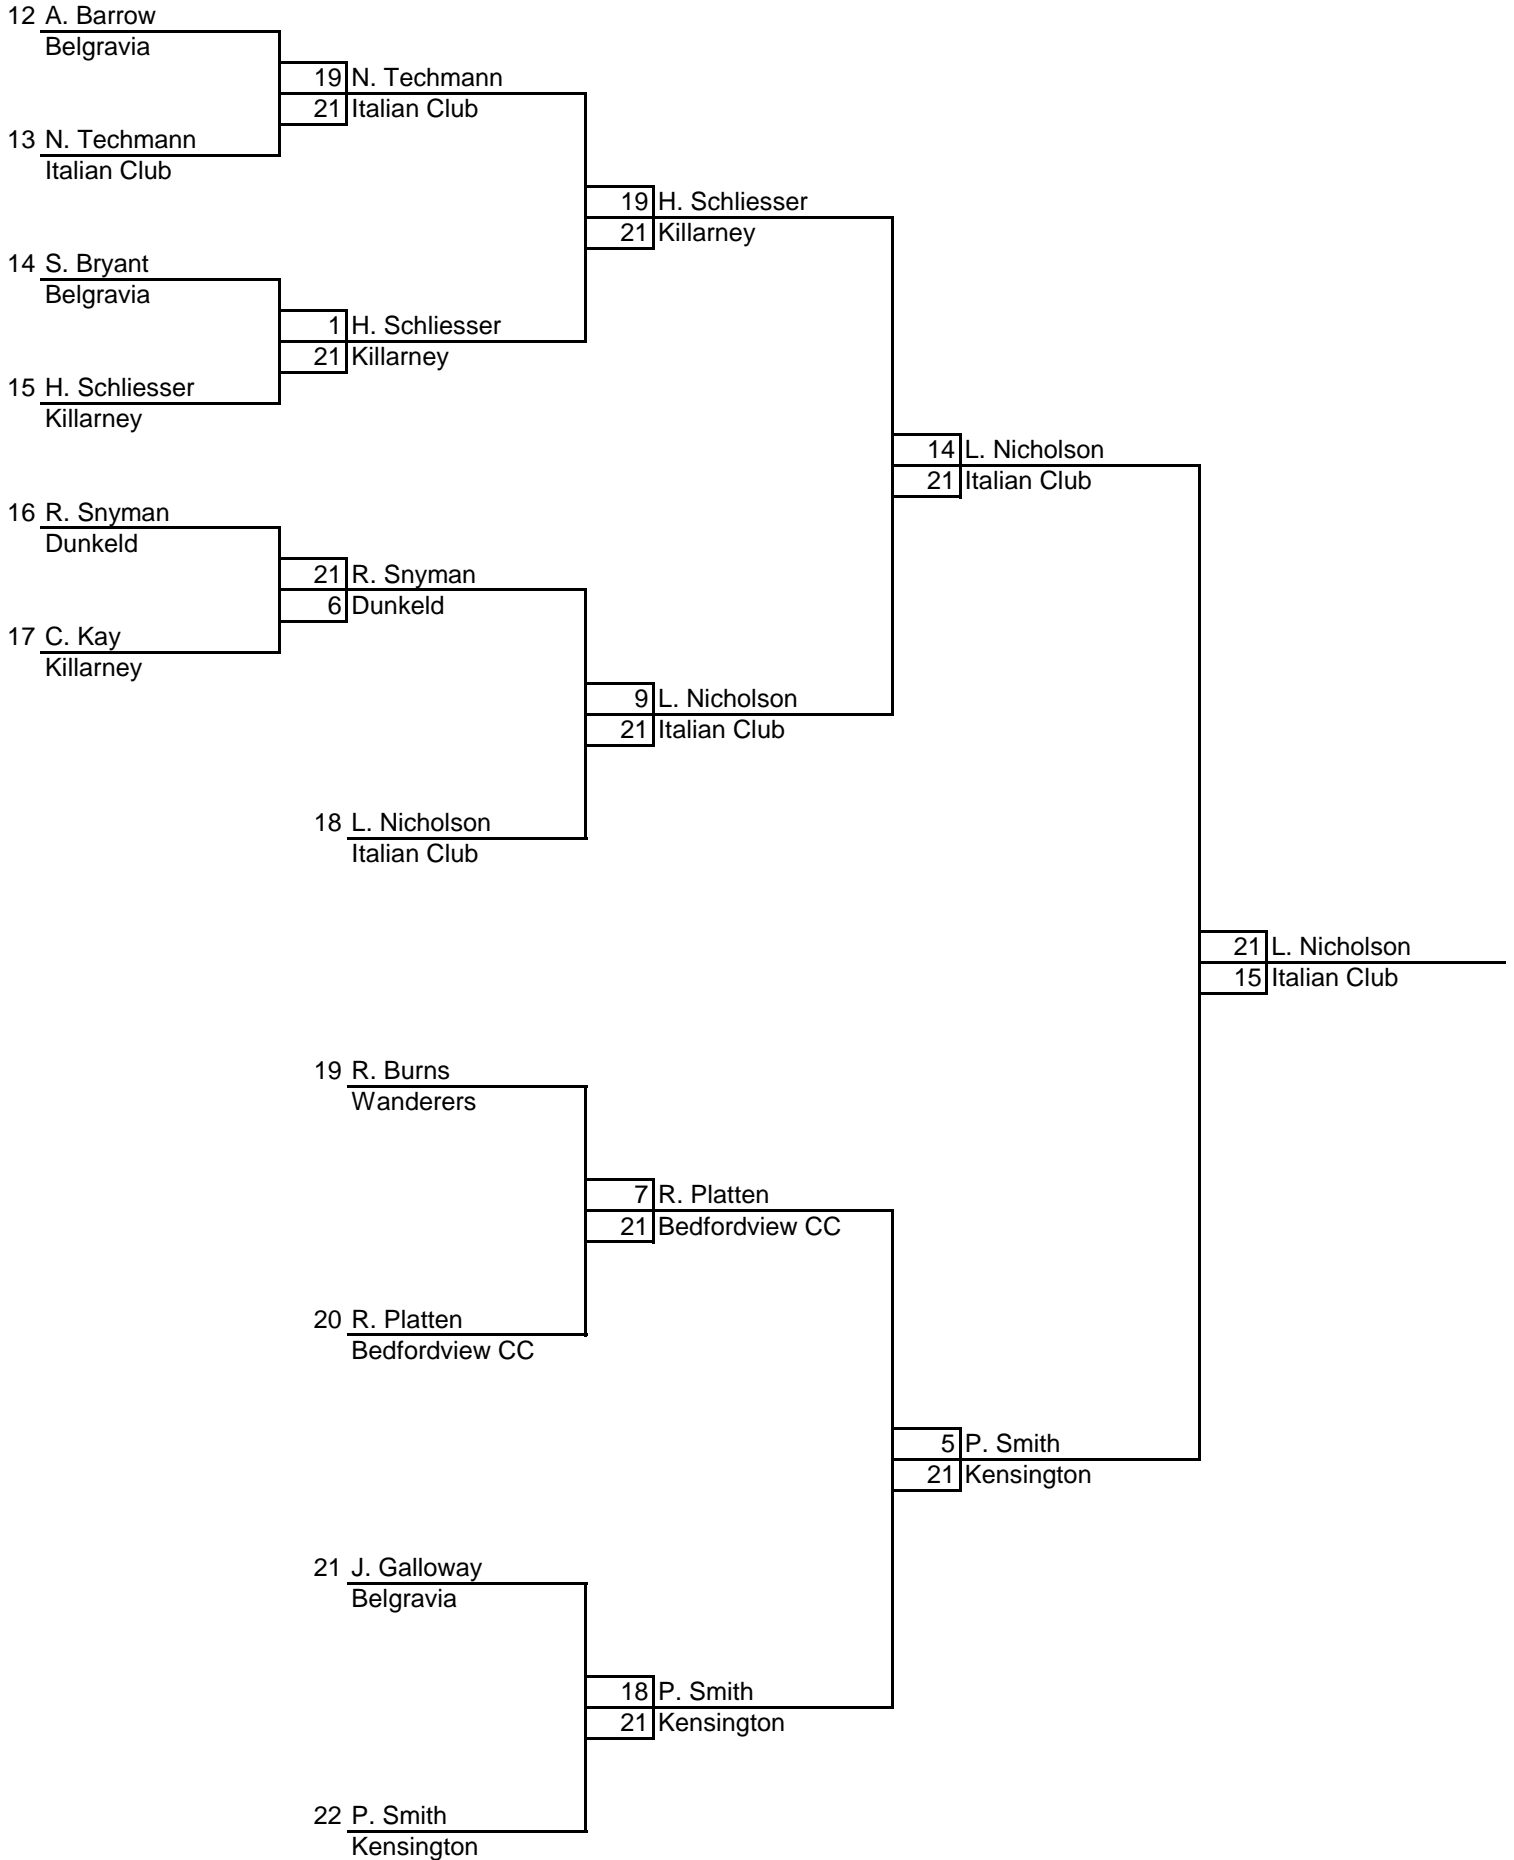 12 A. Barrow
Belgravia
19 N. Techmann
21 Italian Club
13 N. Techmann
Italian Club
19 H. Schliesser
21 Killarney
14 S. Bryant
Belgravia
1 H. Schliesser
21 Killarney
15 H. Schliesser
Killarney
14 L. Nicholson
21 Italian Club
16 R. Snyman
Dunkeld
21 R. Snyman
6 Dunkeld
17 C. Kay
Killarney
9 L. Nicholson
21 Italian Club
18 L. Nicholson
Italian Club
21 L. Nicholson
15 Italian Club
19 R. Burns
Wanderers
7 R. Platten
21 Bedfordview CC
20 R. Platten
Bedfordview CC
5 P. Smith
21 Kensington
21 J. Galloway
Belgravia
18 P. Smith
21 Kensington
22 P. Smith
Kensington